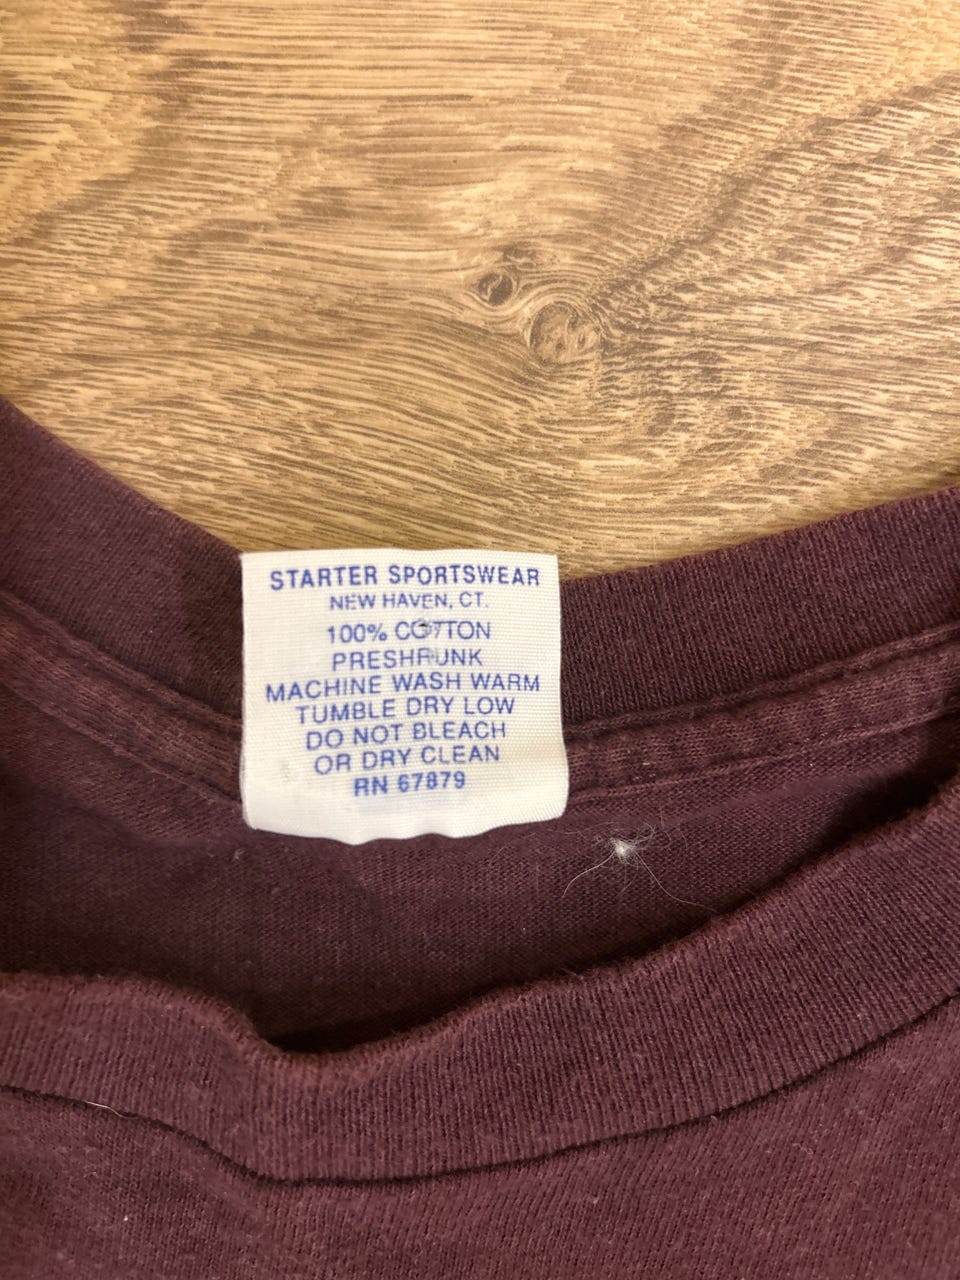 STARTER SPORTSWEAR
NEW HAVEN, CT.
100% COTTON
PRESHRUNK
MACHINE WASH WARM
TUMBLE DRY LOW
DO NOT BLEACH
OR DRY CLEAN
RN 67879